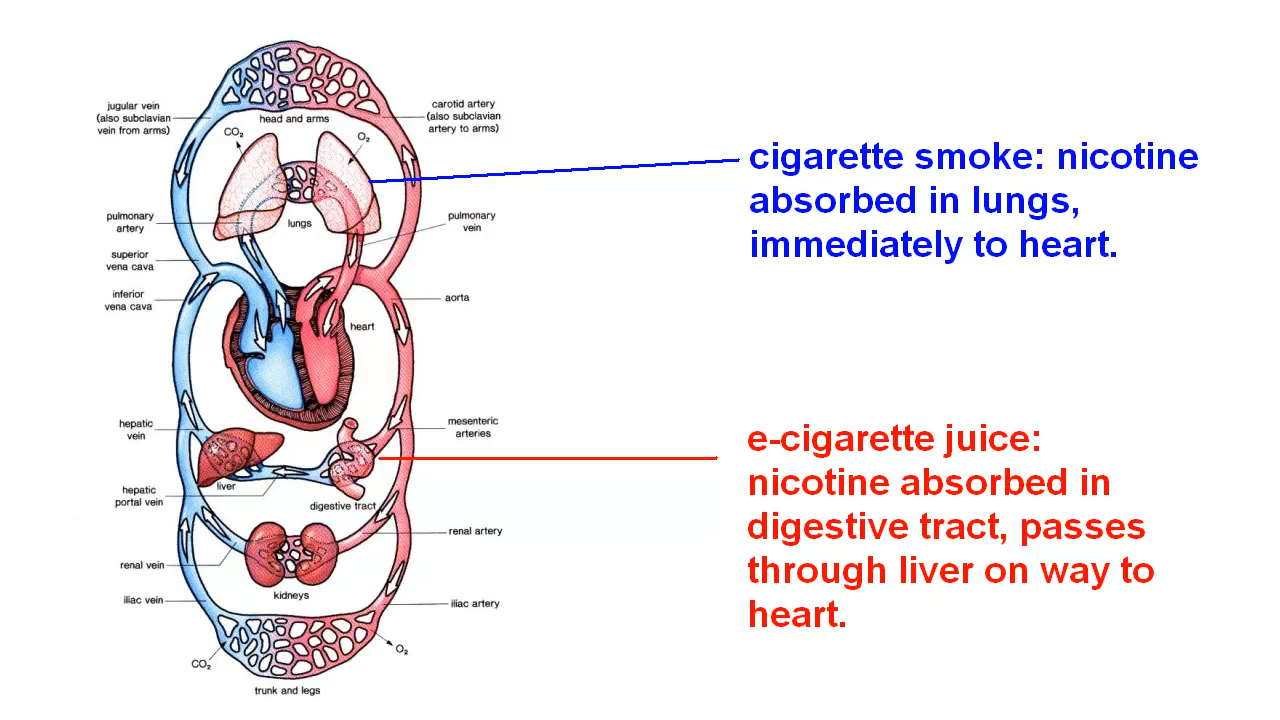 jugular vein
(also subclavian
vein from arms)
carotid artery
(also subclavian
artery to arms)
head and arms
CO₂
O₂
pulmonary
artery
lungs
pulmonary
vein
superior
vena cava
inferior
vena cava
aorta
heart
hepatic
vein
mesenteric
arteries
liver
hepatic
portal vein
digestive tract
renal artery
renal vein
kidneys
iliac vein
iliac artery
CO₂
O₂
trunk and legs
cigarette smoke: nicotine
absorbed in lungs,
immediately to heart.
e-cigarette juice:
nicotine absorbed in
digestive tract, passes
through liver on way to
heart.